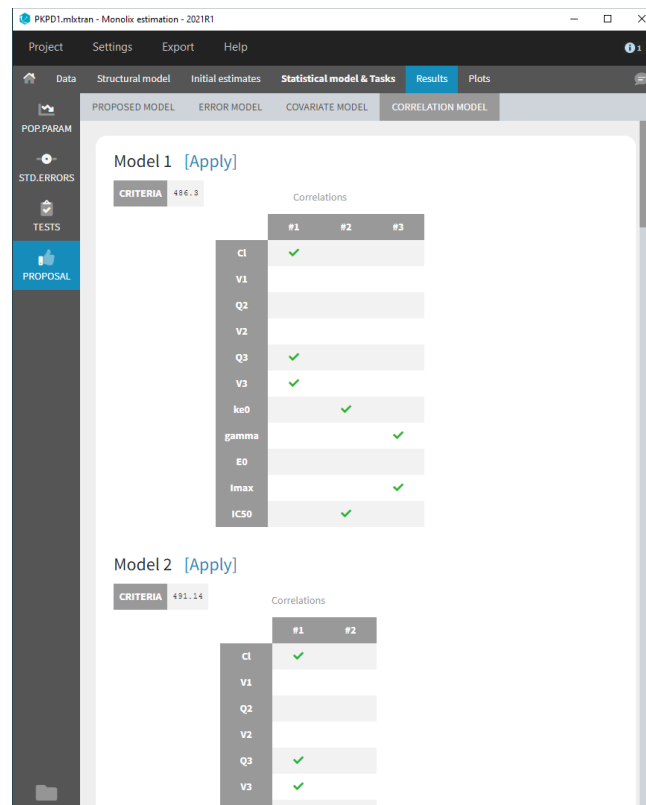 PKPD1.mlxtran - Monolix estimation - 2021R1
Project Settings Export Help 1
Data Structural model Initial estimates Statistical model & Tasks Results Plots
PROPOSED MODEL ERROR MODEL COVARIATE MODEL CORRELATION MODEL
POP.PARAM
STD.ERRORS
TESTS
PROPOSAL
Model 1 [Apply]
CRITERIA 486.3
Correlations
#1 #2 #3
Cl
V1
Q2
V2
Q3
V3
ke0
gamma
E0
Imax
IC50
Model 2 [Apply]
CRITERIA 491.14
Correlations
#1 #2
Cl
V1
Q2
V2
Q3
V3